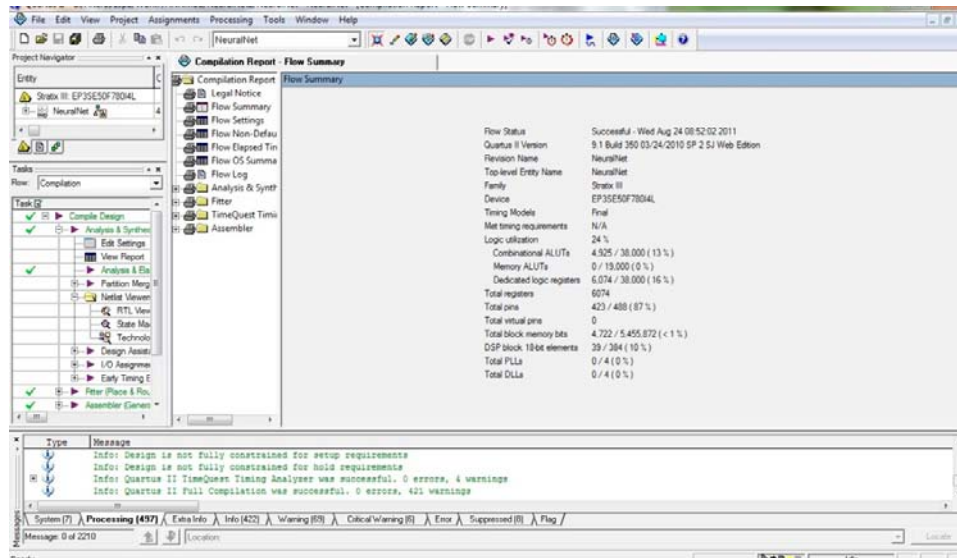 File Edit View Project Assignments Processing Tools Window Help
NeuralNet
Project Navigator
Entity
Stratix III: EP3SE50F780I4L
NeuralNet
Tasks
Flow: Compilation
Task
Compile Design
Analysis & Synthes
Edit Settings
View Report
Analysis & Ela
Partition Merg
Netlist Viewer
RTL View
State Ma
Technolo
Design Assist
I/O Assignme
Early Timing E
Fitter (Place & Rou
Assembler (Generi
Compilation Report - Flow Summary
Compilation Report
Legal Notice
Flow Summary
Flow Settings
Flow Non-Defau
Flow Elapsed Tim
Flow OS Summa
Flow Log
Analysis & Synth
Fitter
TimeQuest Timi
Assembler
Flow Summary
Flow Status Successful - Wed Aug 24 08:52:02 2011
Quartus II Version 9.1 Build 350 03/24/2010 SP 2 SJ Web Edition
Revision Name NeuralNet
Top-level Entity Name NeuralNet
Family Stratix III
Device EP3SE50F780I4L
Timing Models Final
Met timing requirements N/A
Logic utilization 24 %
Combinational ALUTs 4,925 / 38,000 ( 13 % )
Memory ALUTs 0 / 19,000 ( 0 % )
Dedicated logic registers 6,074 / 38,000 ( 16 % )
Total registers 6074
Total pins 423 / 488 ( 87 % )
Total virtual pins 0
Total block memory bits 4,722 / 5,455,872 ( < 1 % )
DSP block 18-bit elements 39 / 384 ( 10 % )
Total PLLs 0 / 4 ( 0 % )
Total DLLs 0 / 4 ( 0 % )
Type Message
Info: Design is not fully constrained for setup requirements
Info: Design is not fully constrained for hold requirements
Info: Quartus II TimeQuest Timing Analyzer was successful. 0 errors, 4 warnings
Info: Quartus II Full Compilation was successful. 0 errors, 421 warnings
System (7) Processing (497) Extra Info Info (422) Warning (69) Critical Warning (6) Error Suppressed (8) Flag
Messages
Message: 0 of 2210 Location: Locate